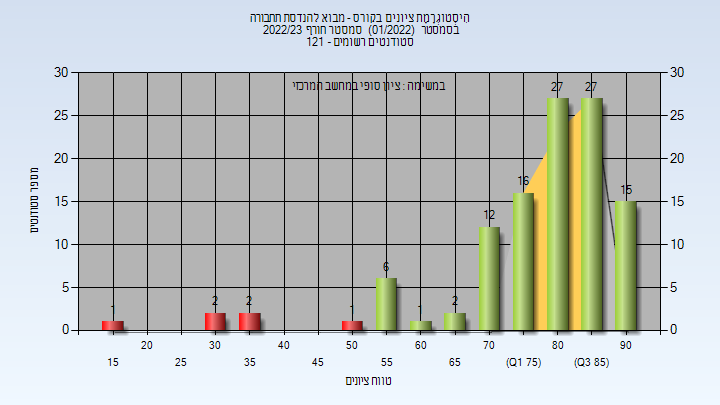 היסטוגרמת ציונים בקורס - מבוא להנדסת תחבורה
בסמסטר (01/2022) סמסטר חורף 2022/23
סטודנטים רשומים - 121
במשימה : ציון סופי במחשב המרכזי
מספר סטודנטים
30 25 20 15 10 5 0
30 25 20 15 10 5 0
1 2 2 1 6 1 2 12 16 27 27 15
20 30 40 50 60 70 80 90
15 25 35 45 55 65 (Q1 75) (Q3 85)
טווח ציונים